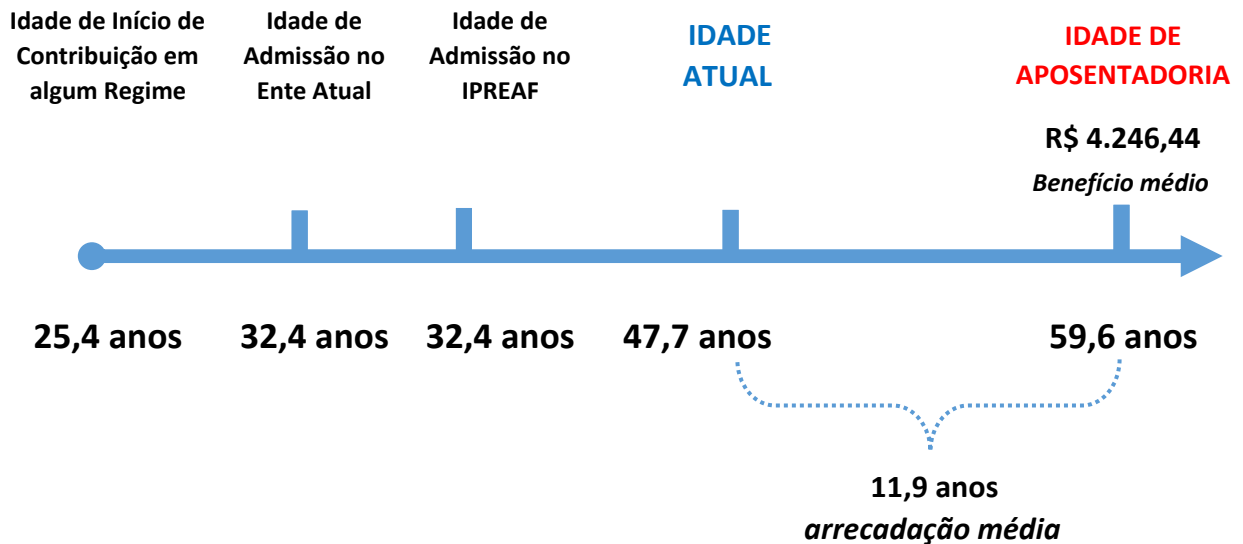 Idade de Início de
Contribuição em
algum Regime
Idade de
Admissão no
Ente Atual
Idade de
Admissão no
IPREAF
IDADE
ATUAL
IDADE DE
APOSENTADORIA
R$ 4.246,44
Benefício médio
25,4 anos
32,4 anos
32,4 anos
47,7 anos
59,6 anos
11,9 anos
arrecadação média